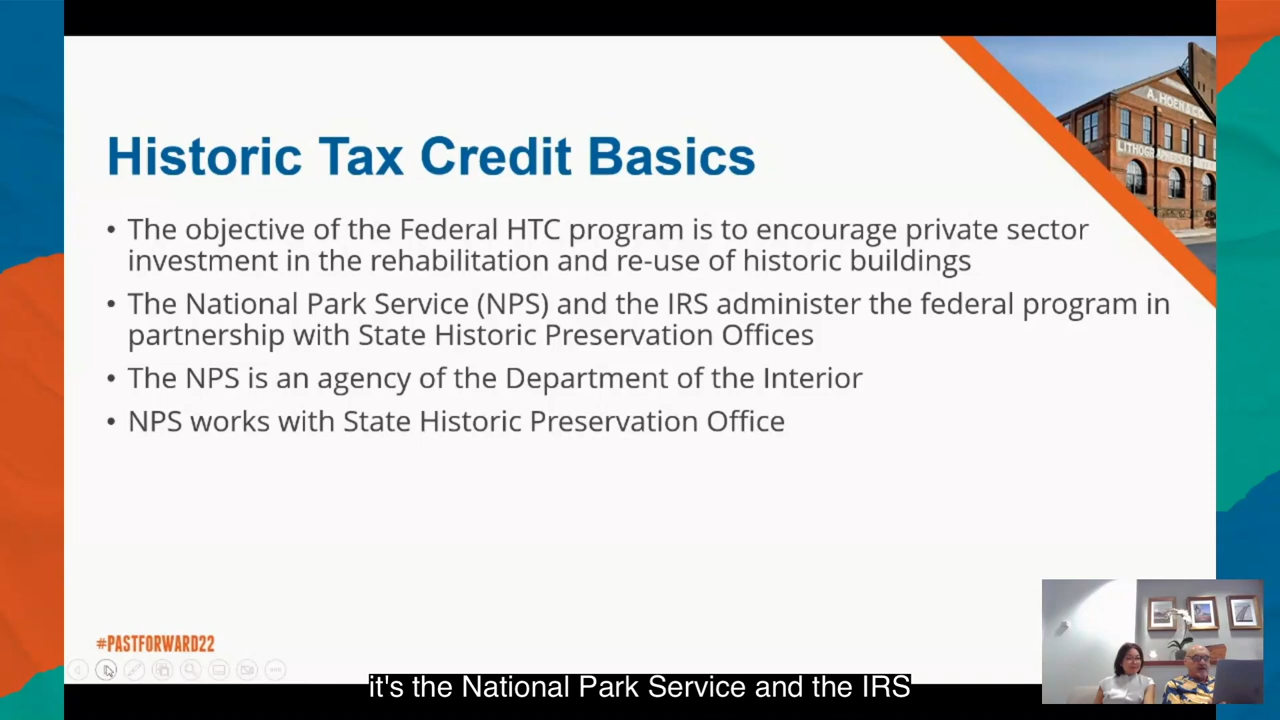 A. HOEN & CO
LITHOGRAPHERS
Historic Tax Credit Basics
• The objective of the Federal HTC program is to encourage private sector
investment in the rehabilitation and re-use of historic buildings
• The National Park Service (NPS) and the IRS administer the federal program in
partnership with State Historic Preservation Offices
• The NPS is an agency of the Department of the Interior
• NPS works with State Historic Preservation Office
#PASTFORWARD22
it's the National Park Service and the IRS